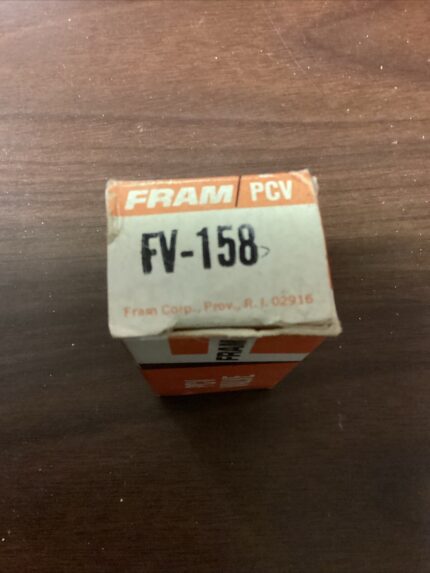 FRAM PCV
FV-158
Fram Corp., Prov., R.I. 02916
FRAM